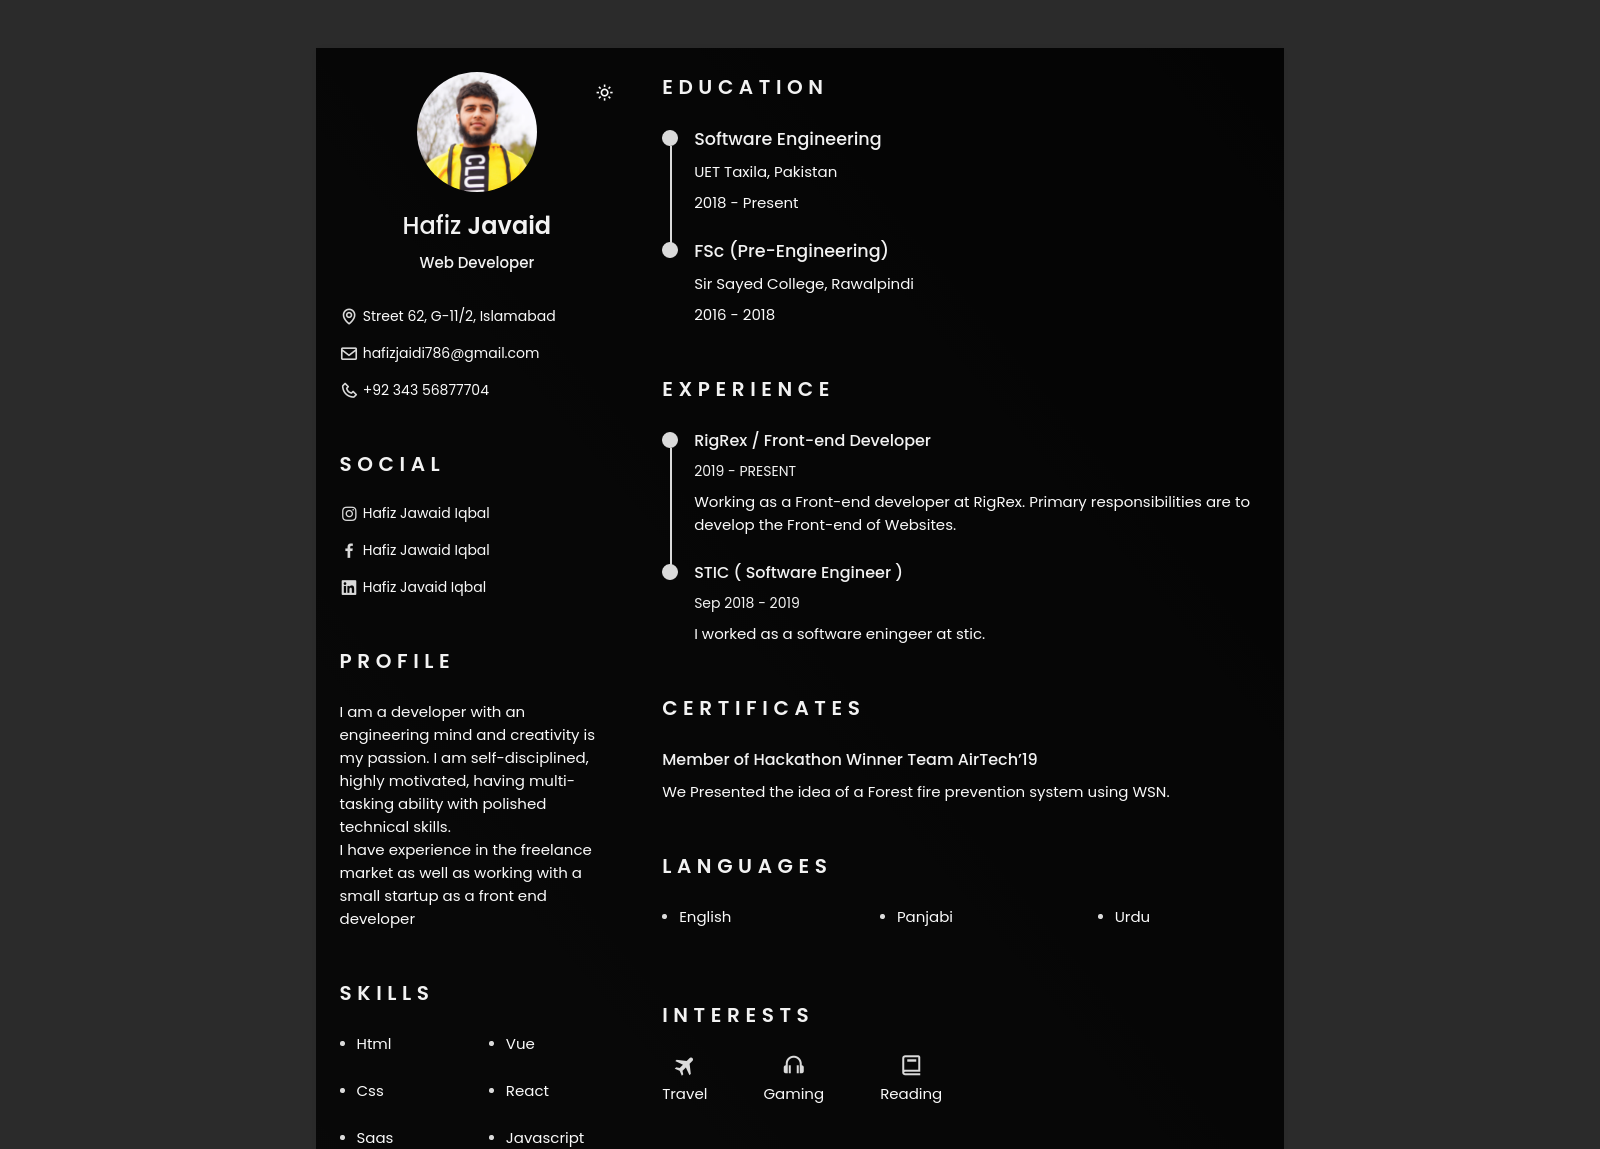 CLUB
Hafiz Javaid
Web Developer
Street 62, G-11/2, Islamabad
hafizjaidi786@gmail.com
+92 343 56877704
SOCIAL
Hafiz Jawaid Iqbal
Hafiz Jawaid Iqbal
Hafiz Javaid Iqbal
PROFILE
I am a developer with an
engineering mind and creativity is
my passion. I am self-disciplined,
highly motivated, having multi-
tasking ability with polished
technical skills.
I have experience in the freelance
market as well as working with a
small startup as a front end
developer
SKILLS
Html
Vue
Css
React
Saas
Javascript
EDUCATION
Software Engineering
UET Taxila, Pakistan
2018 - Present
FSc (Pre-Engineering)
Sir Sayed College, Rawalpindi
2016 - 2018
EXPERIENCE
RigRex / Front-end Developer
2019 - PRESENT
Working as a Front-end developer at RigRex. Primary responsibilities are to
develop the Front-end of Websites.
STIC ( Software Engineer )
Sep 2018 - 2019
I worked as a software eningeer at stic.
CERTIFICATES
Member of Hackathon Winner Team AirTech’19
We Presented the idea of a Forest fire prevention system using WSN.
LANGUAGES
English
Panjabi
Urdu
INTERESTS
Travel
Gaming
Reading